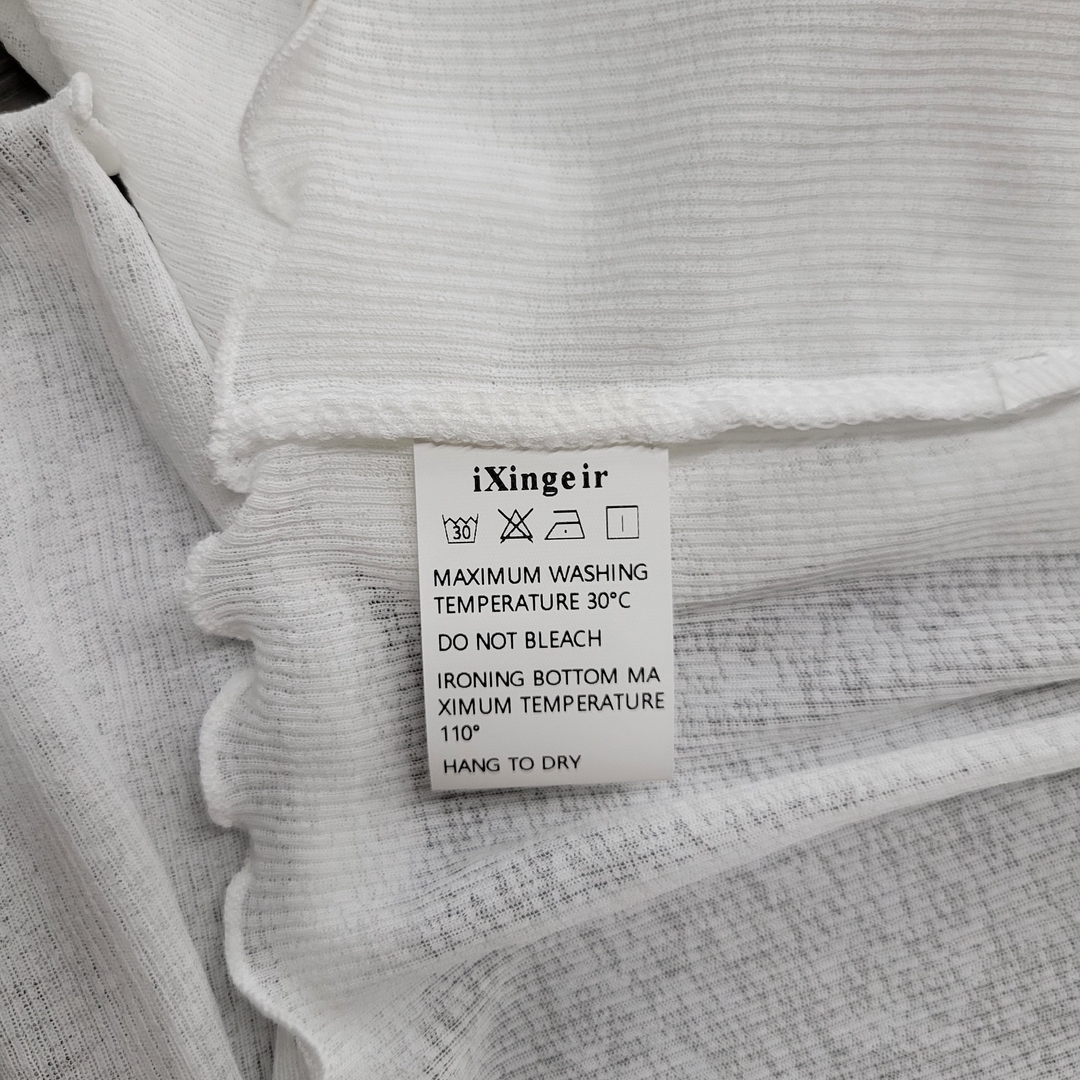 iXingeir
30
MAXIMUM WASHING
TEMPERATURE 30°C
DO NOT BLEACH
IRONING BOTTOM MA
XIMUM TEMPERATURE
110°
HANG TO DRY